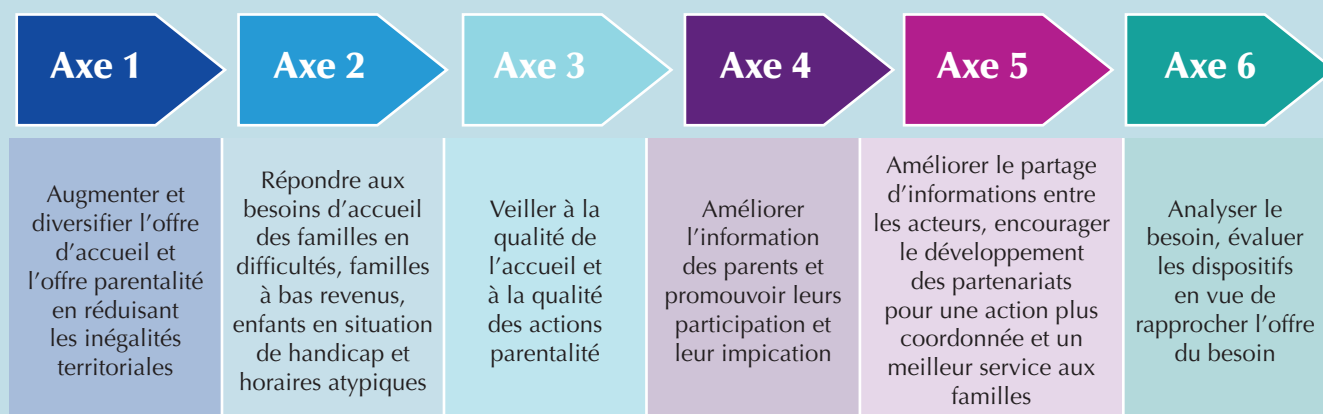 Axe 1
Augmenter et
diversifier l’offre
d’accueil et
l’offre parentalité
en réduisant
les inégalités
territoriales
Axe 2
Répondre aux
besoins d’accueil
des familles en
difficultés, familles
à bas revenus,
enfants en situation
de handicap et
horaires atypiques
Axe 3
Veiller à la
qualité de
l’accueil et
à la qualité
des actions
parentalité
Axe 4
Améliorer
l’information
des parents et
promouvoir leurs
participation et
leur impication
Axe 5
Améliorer le partage
d’informations entre
les acteurs, encourager
le développement
des partenariats
pour une action plus
coordonnée et un
meilleur service aux
familles
Axe 6
Analyser le
besoin, évaluer
les dispositifs
en vue de
rapprocher l’offre
du besoin